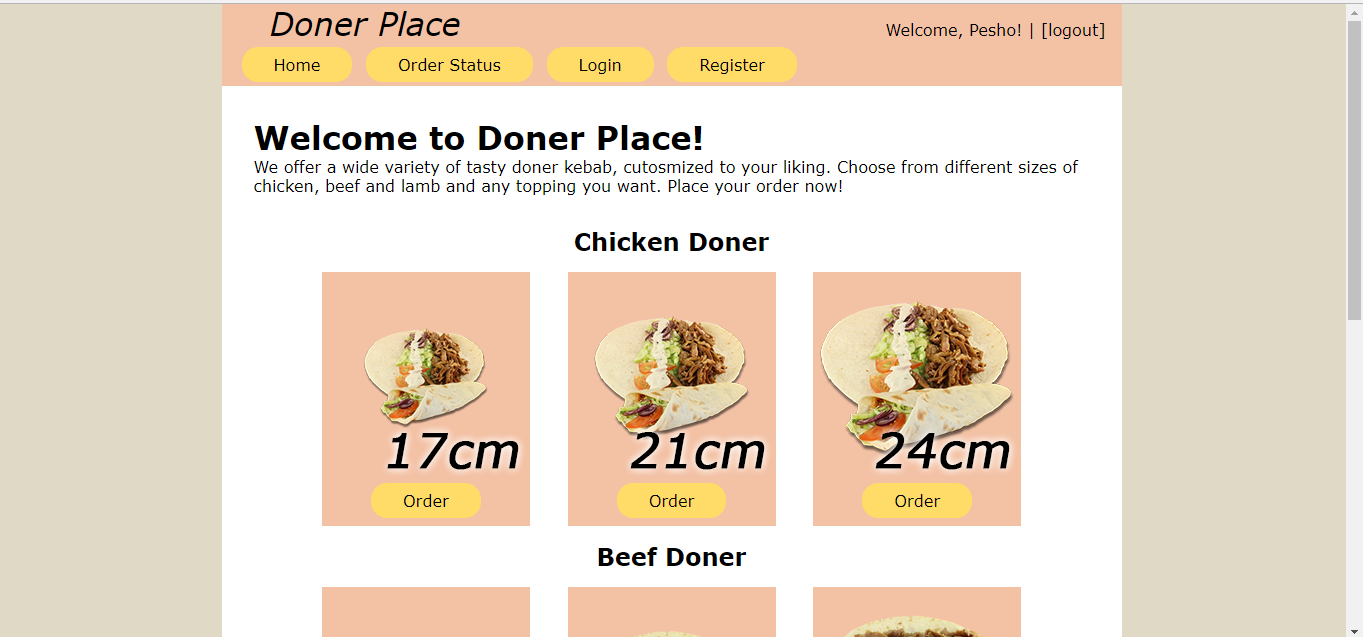 Doner Place
Welcome, Pesho! | [logout]
Home
Order Status
Login
Register
Welcome to Doner Place!
We offer a wide variety of tasty doner kebab, cutosmized to your liking. Choose from different sizes of
chicken, beef and lamb and any topping you want. Place your order now!
Chicken Doner
17cm
21cm
24cm
Order
Order
Order
Beef Doner